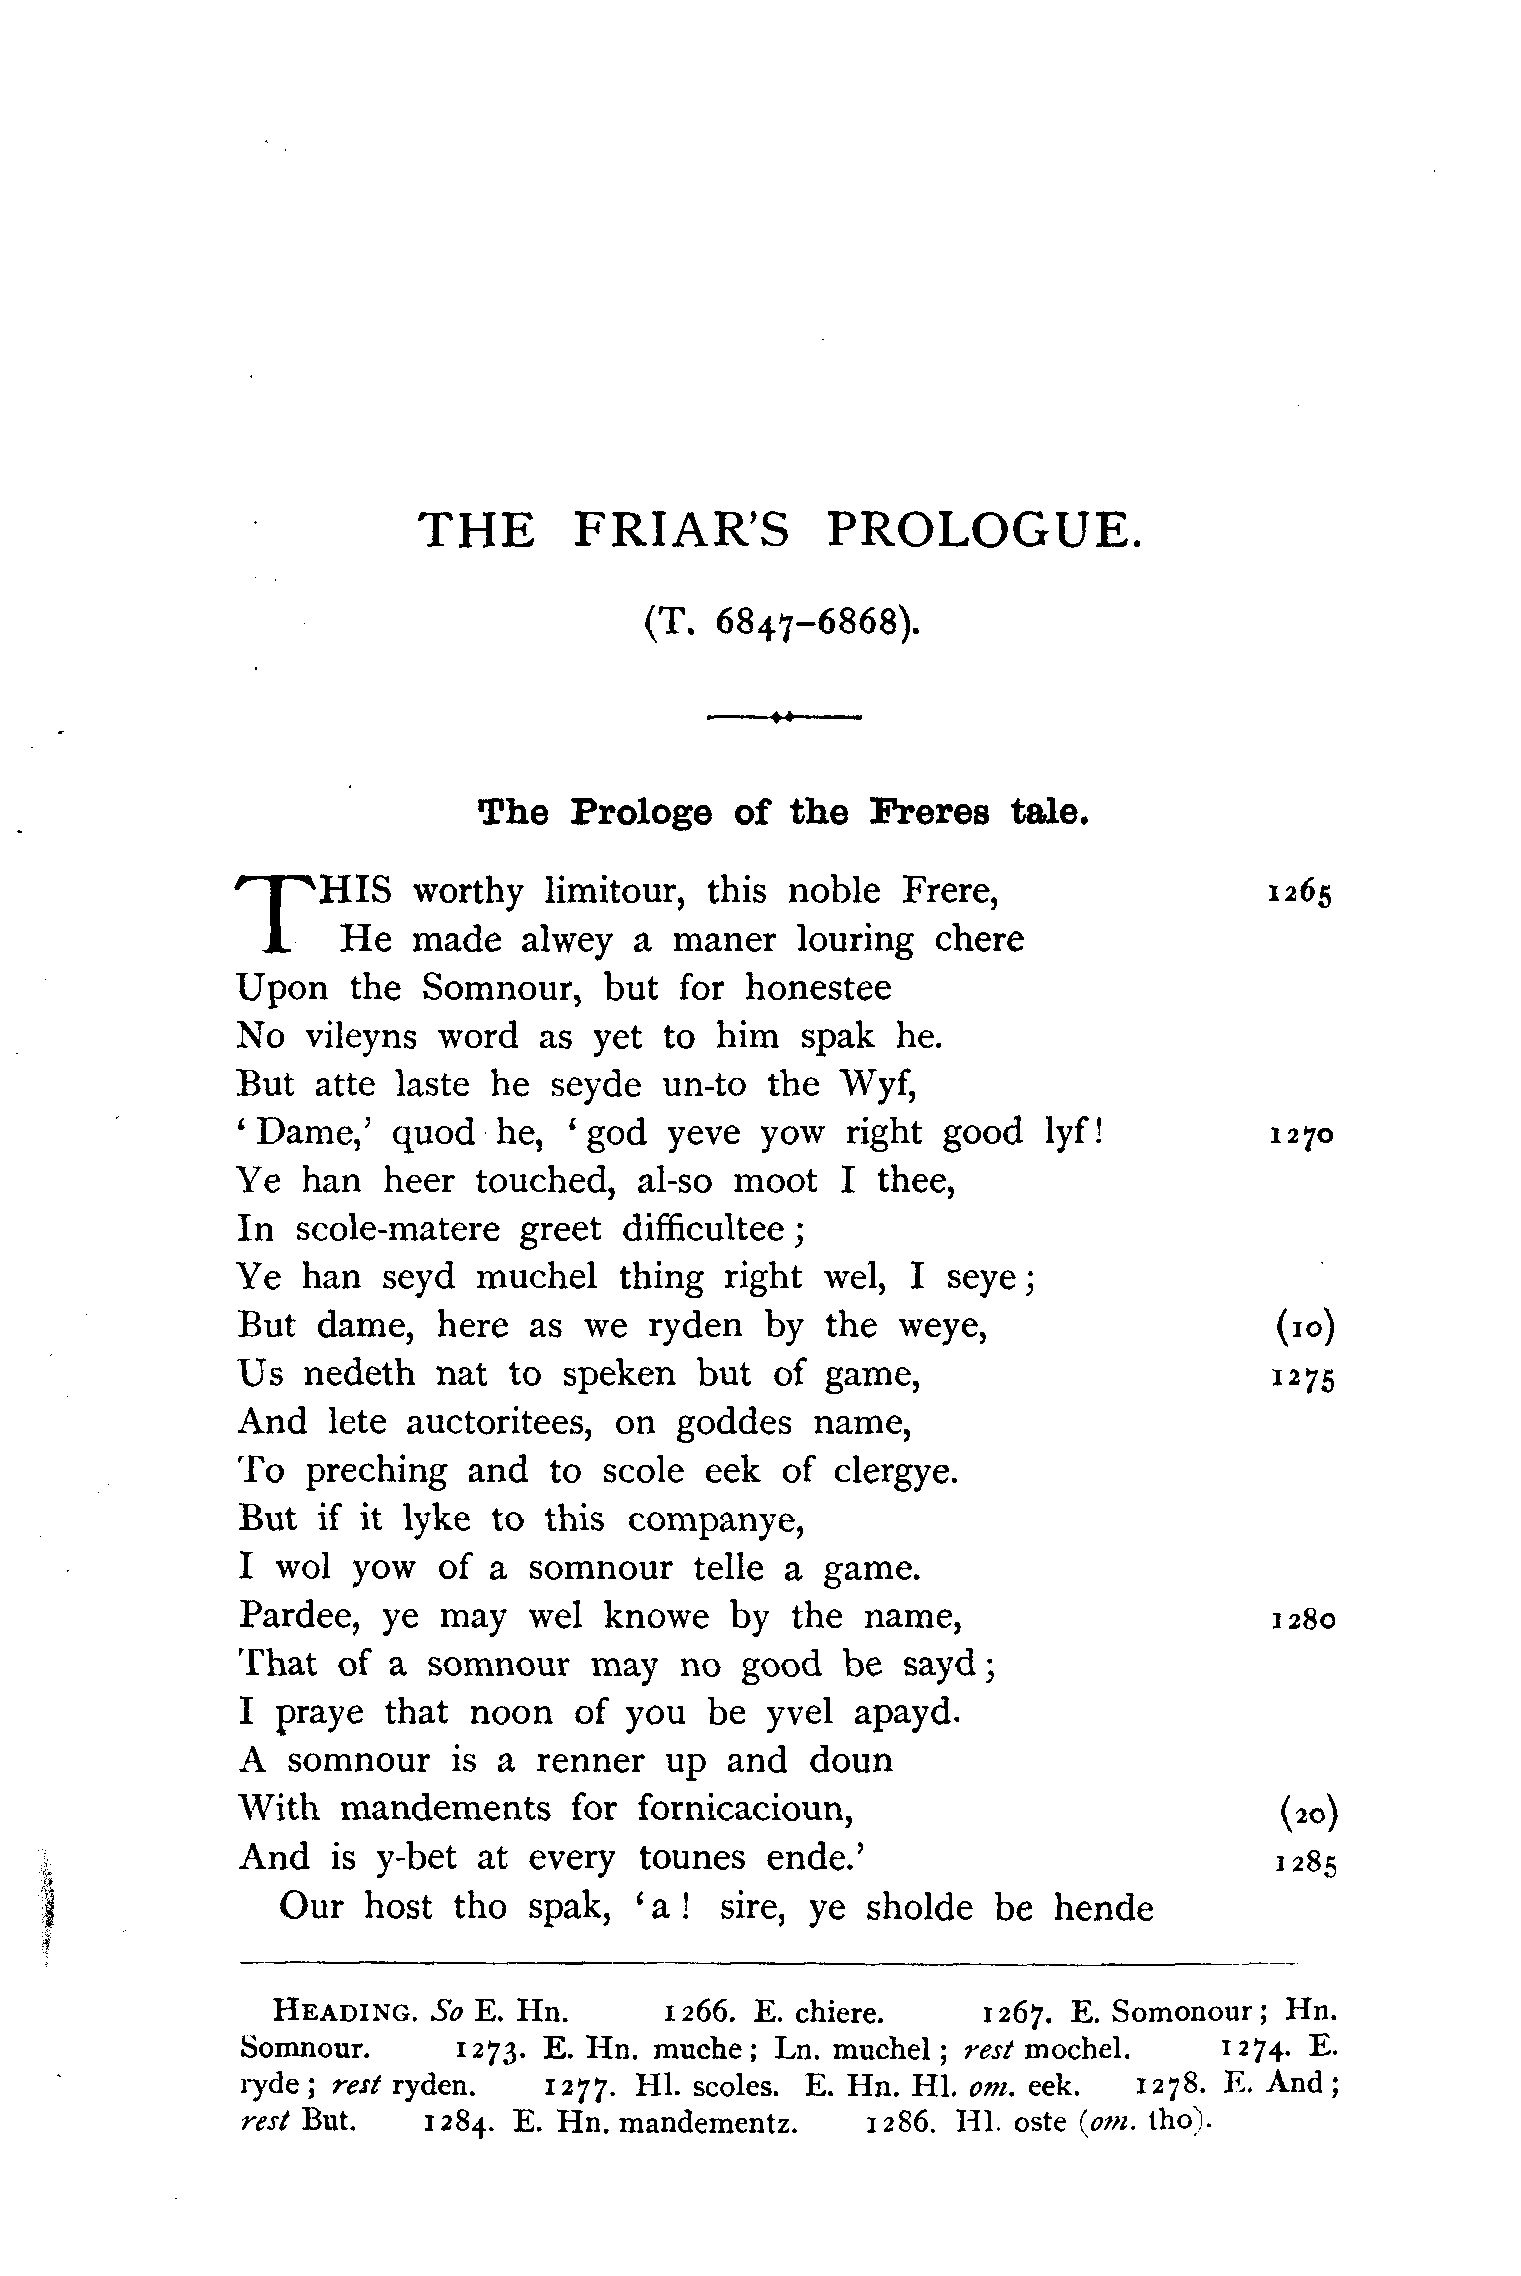 THE FRIAR'S PROLOGUE.
(T. 6847–6868).
The Prologe of the Freres tale.
THIS worthy limitour, this noble Frere, 1265
He made alwey a maner louring chere
Upon the Somnour, but for honestee
No vileyns word as yet to him spak he.
But atte laste he seyde un-to the Wyf,
‘Dame,’ quod he, ‘god yeve yow right good lyf! 1270
Ye han heer touched, al-so moot I thee,
In scole-matere greet difficultee;
Ye han seyd muchel thing right wel, I seye;
But dame, here as we ryden by the weye, (10)
Us nedeth nat to speken but of game, 1275
And lete auctoritees, on goddes name,
To preching and to scole eek of clergye.
But if it lyke to this companye,
I wol yow of a somnour telle a game.
Pardee, ye may wel knowe by the name, 1280
That of a somnour may no good be sayd;
I praye that noon of you be yvel apayd.
A somnour is a renner up and doun
With mandements for fornicacioun, (20)
And is y-bet at every tounes ende.’ 1285
Our host tho spak, ‘a! sire, ye sholde be hende
HEADING. So E. Hn. 1266. E. chiere. 1267. E. Somonour; Hn.
Somnour. 1273. E. Hn. muche; Ln. muchel; rest mochel. 1274. E.
ryde; rest ryden. 1277. Hl. scoles. E. Hn. Hl. om. eek. 1278. E. And;
rest But. 1284. E. Hn. mandementz. 1286. Hl. oste (om. tho).